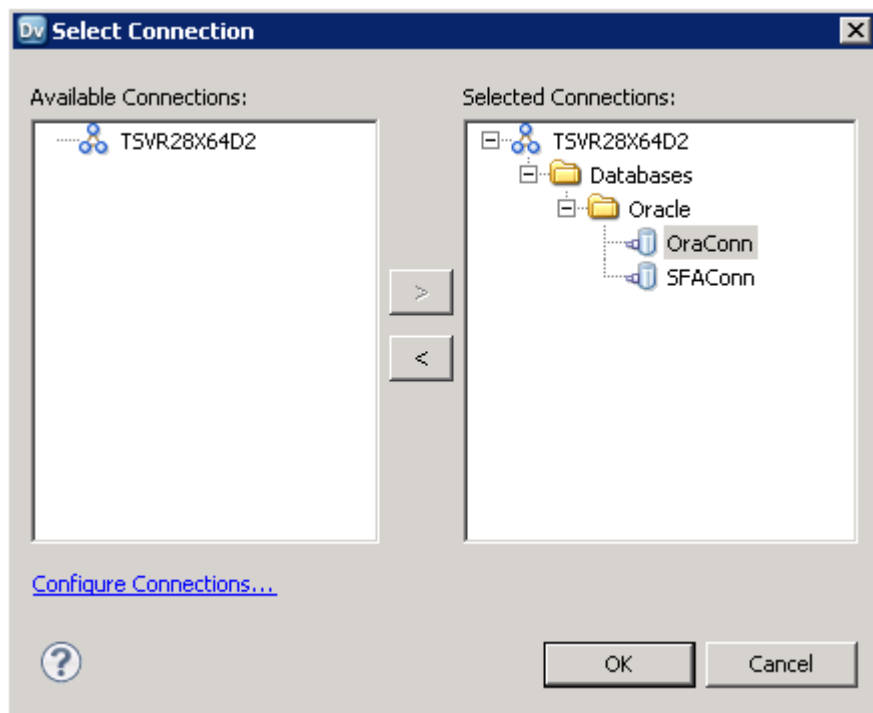 Dv Select Connection
Available Connections:
Selected Connections:
TSVR28X64D2
TSVR28X64D2
Databases
Oracle
OraConn
SFAConn
>
<
Configure Connections...
?
OK
Cancel